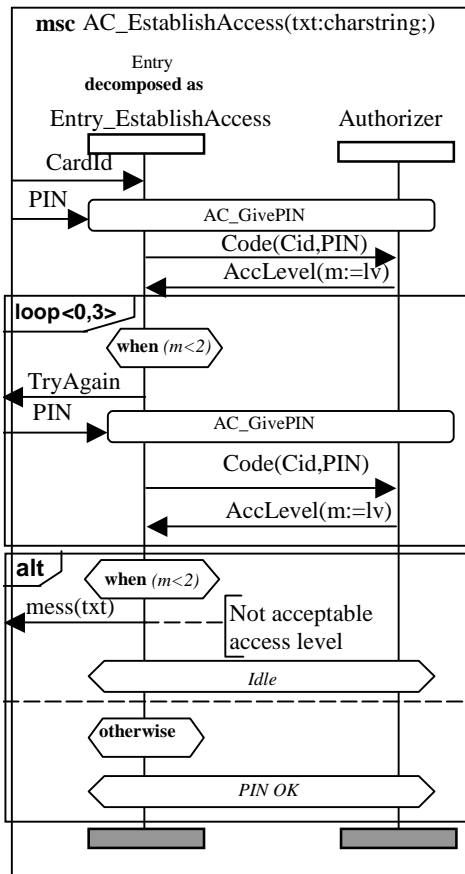 msc AC_EstablishAccess(txt:charstring;)
Entry
decomposed as
Entry_EstablishAccess
Authorizer
CardId
PIN
AC_GivePIN
Code(Cid,PIN)
AccLevel(m:=lv)
loop<0,3>
when (m<2)
TryAgain
PIN
AC_GivePIN
Code(Cid,PIN)
AccLevel(m:=lv)
alt
when (m<2)
mess(txt)
Not acceptable
access level
Idle
otherwise
PIN OK